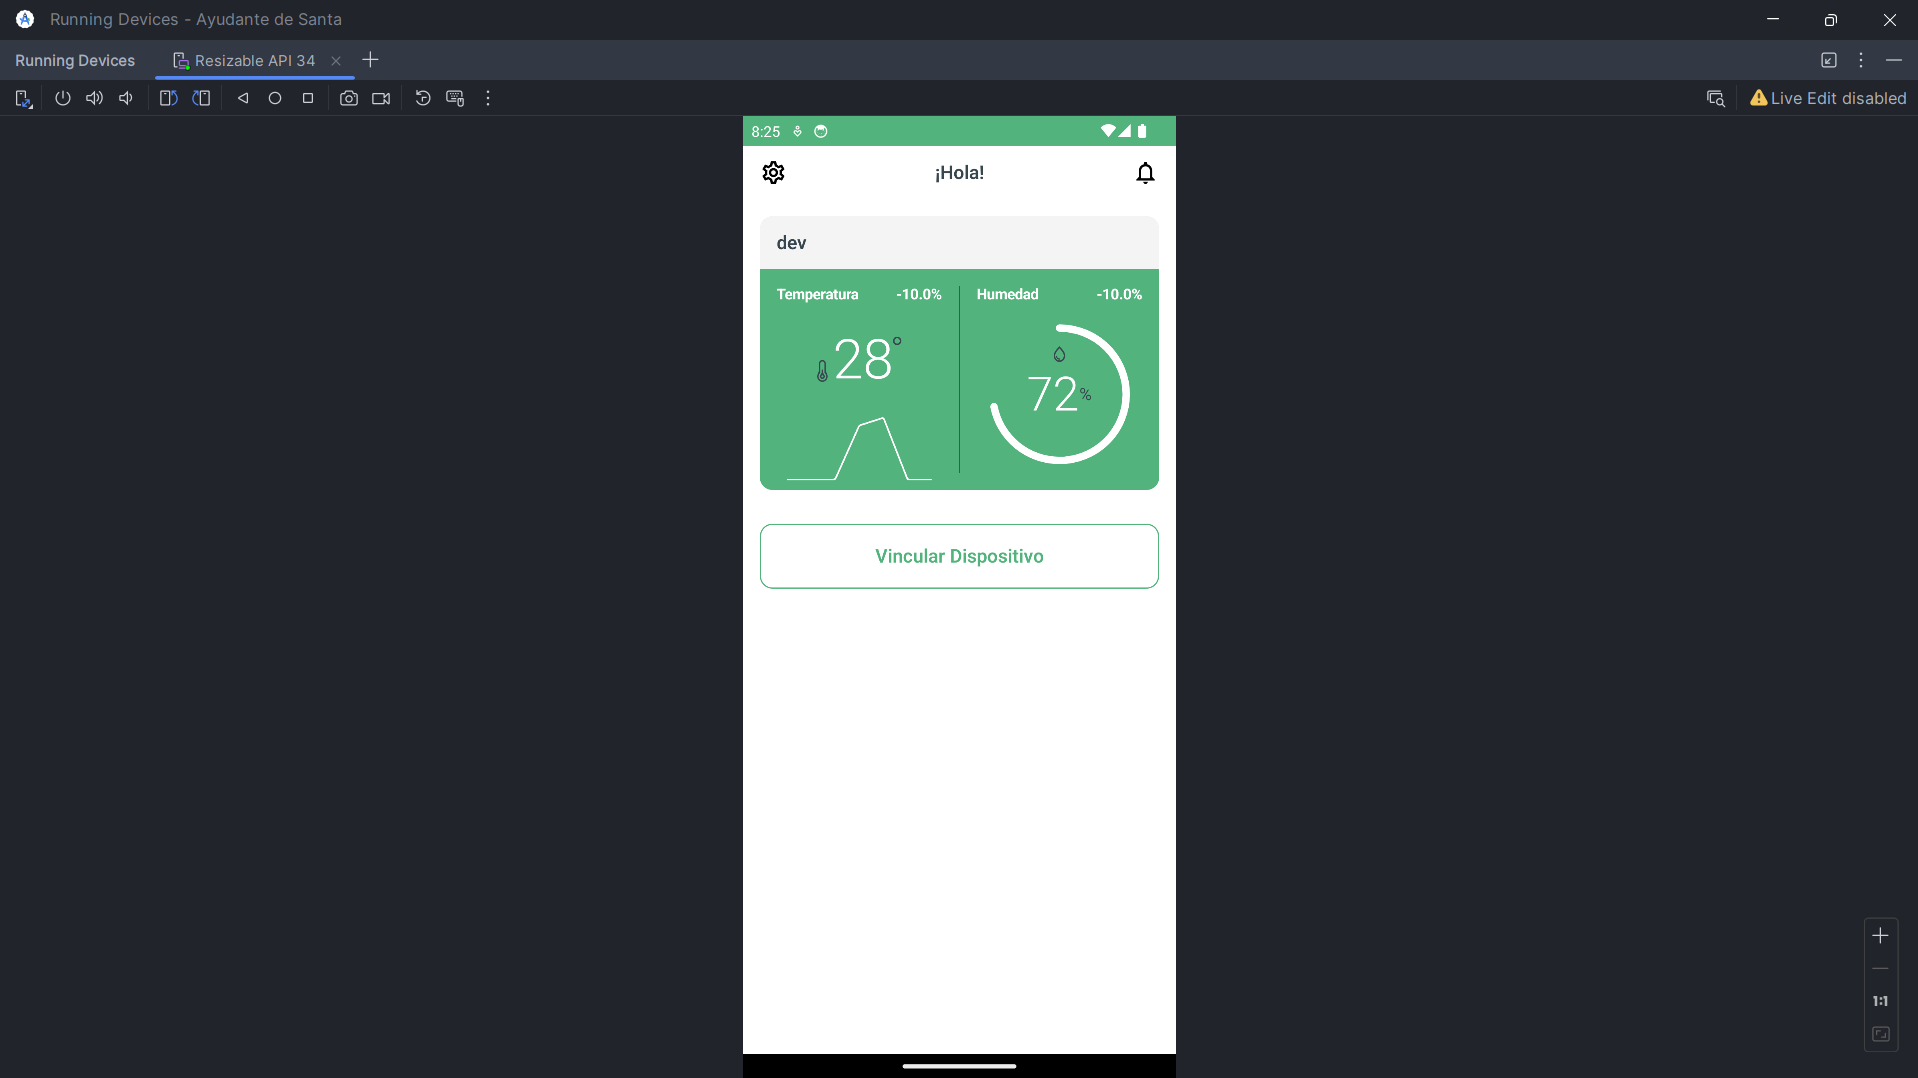 Running Devices - Ayudante de Santa
Running Devices
Resizable API 34
Live Edit disabled
8:25
¡Hola!
dev
Temperatura -10.0%
Humedad -10.0%
28°
72%
Vincular Dispositivo
1:1